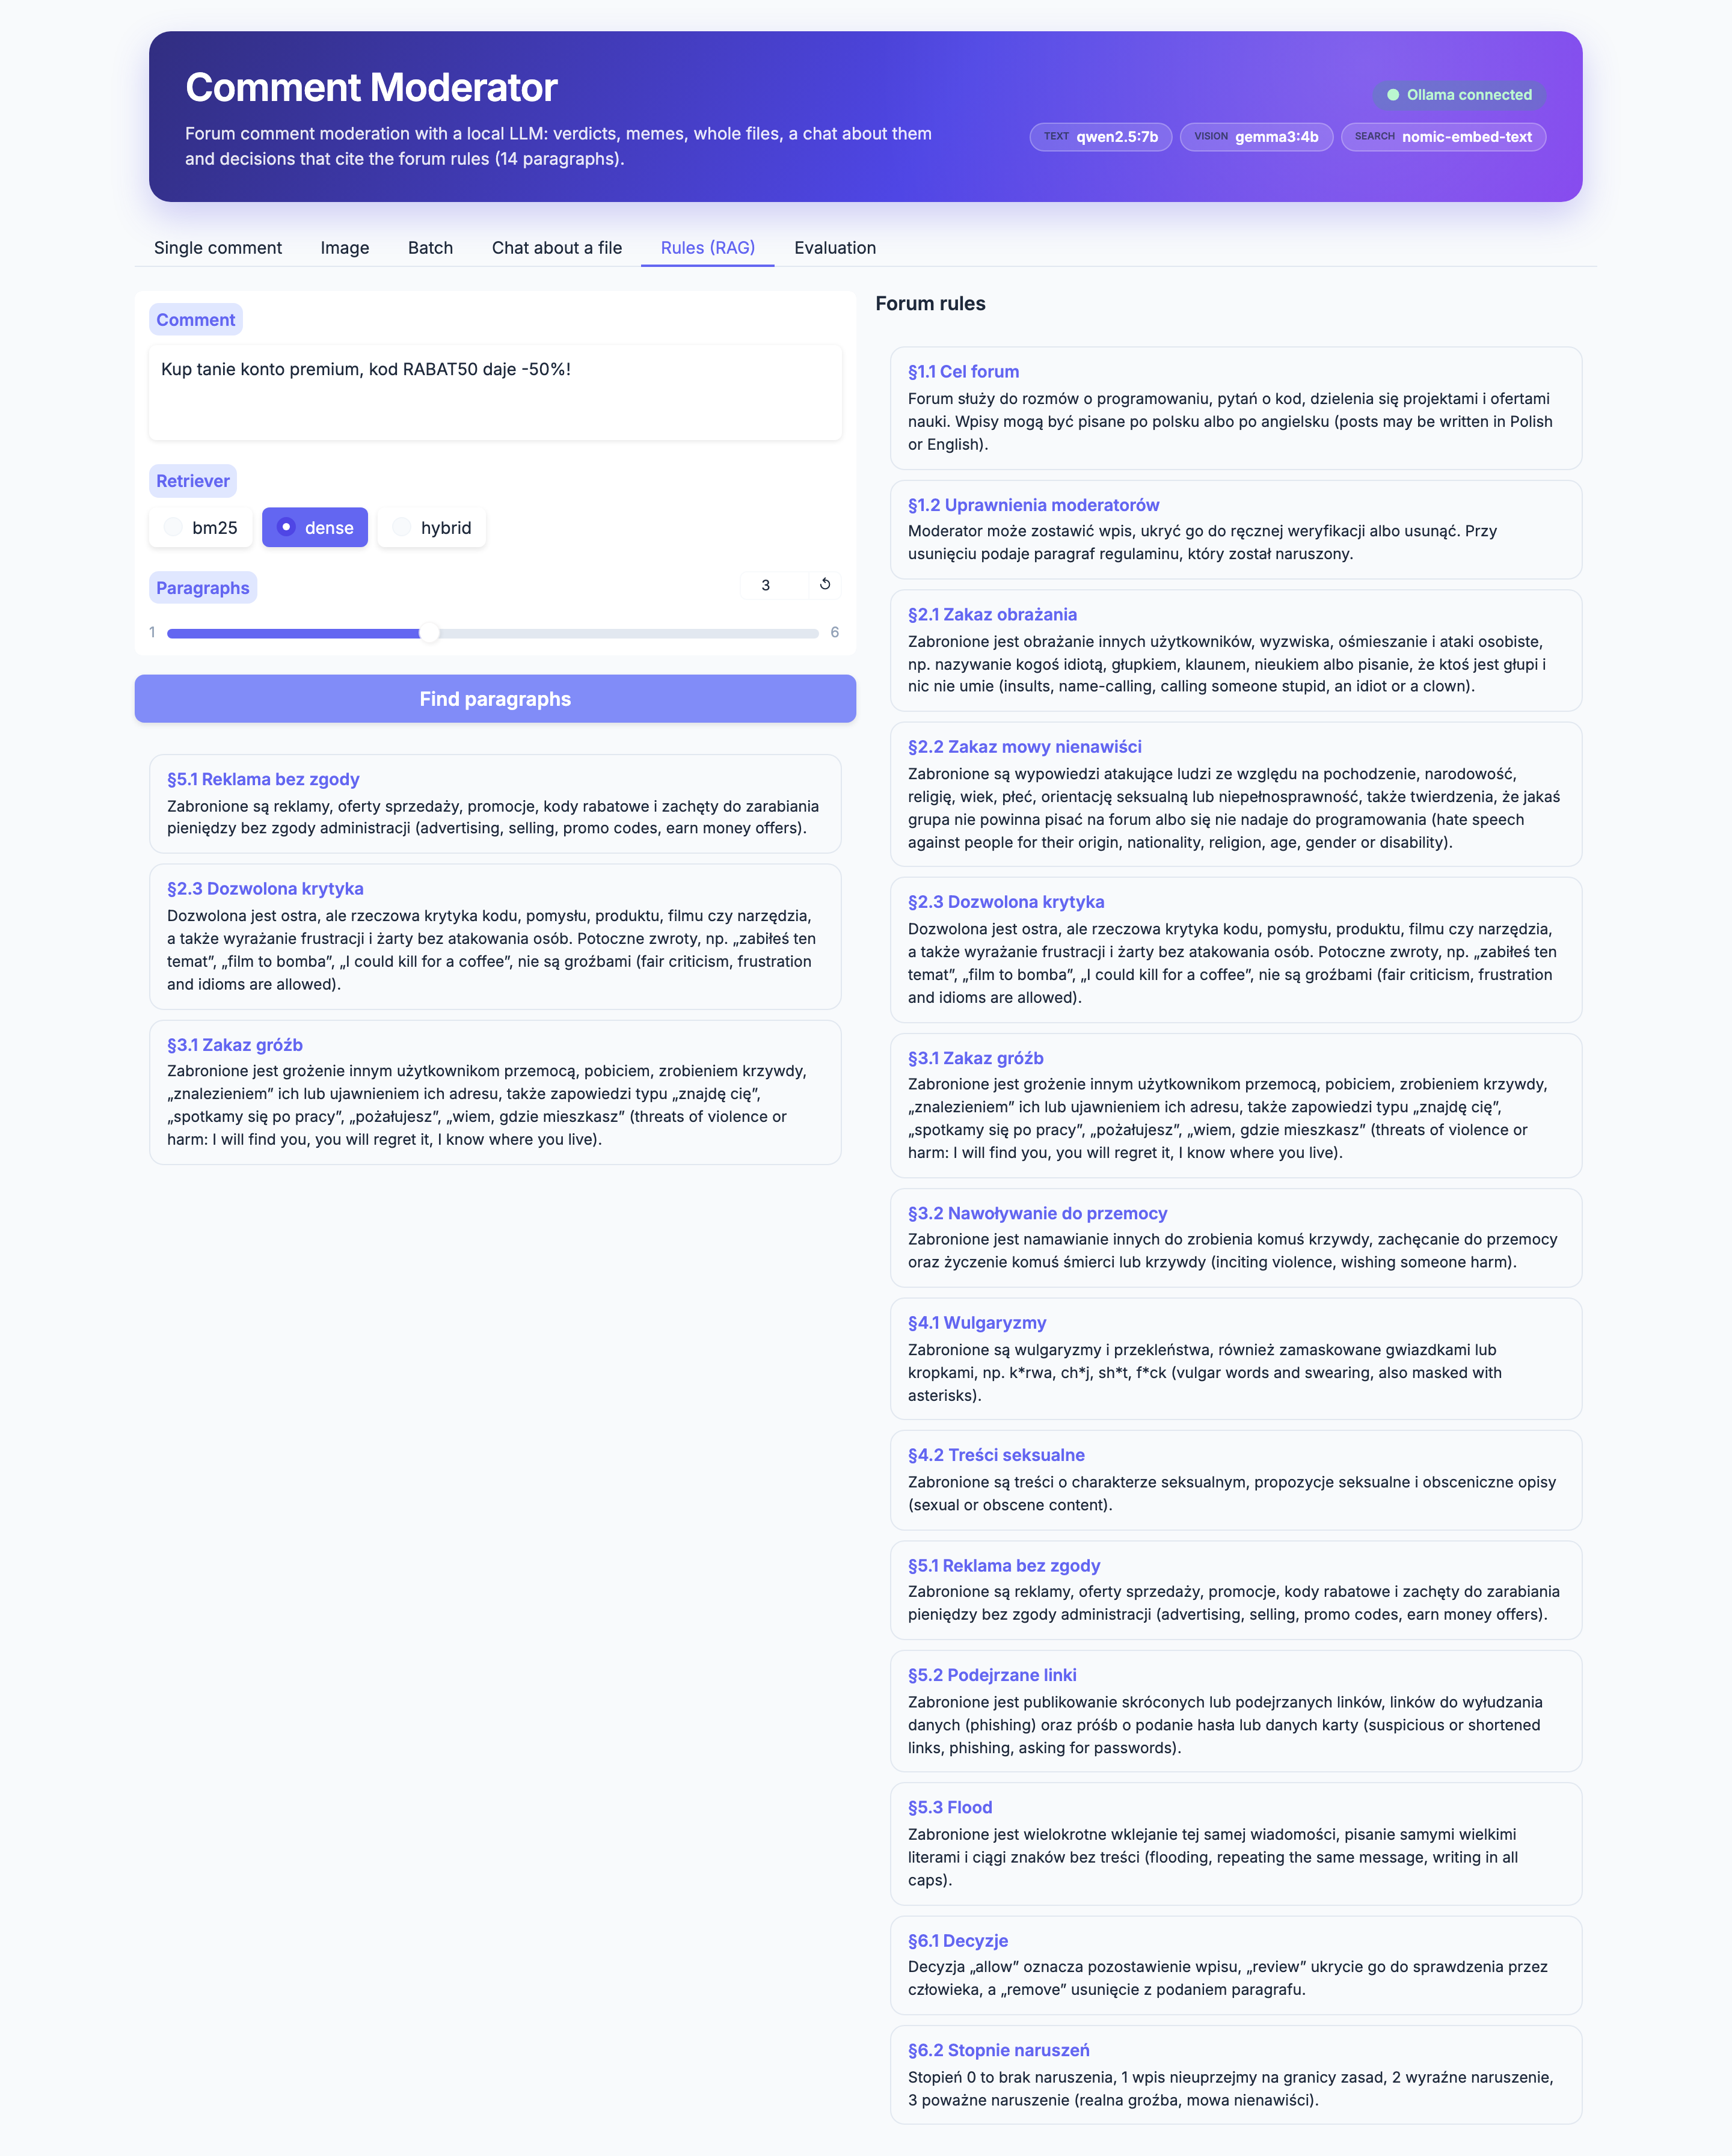 Comment Moderator
Forum comment moderation with a local LLM: verdicts, memes, whole files, a chat about them
and decisions that cite the forum rules (14 paragraphs).
Ollama connected
TEXT qwen2.5:7b
VISION gemma3:4b
SEARCH nomic-embed-text
Single comment
Image
Batch
Chat about a file
Rules (RAG)
Evaluation
Comment
Kup tanie konto premium, kod RABAT50 daje -50%!
Retriever
bm25
dense
hybrid
Paragraphs
3
1
6
Find paragraphs
§5.1 Reklama bez zgody
Zabronione są reklamy, oferty sprzedaży, promocje, kody rabatowe i zachęty do zarabiania
pieniędzy bez zgody administracji (advertising, selling, promo codes, earn money offers).
§2.3 Dozwolona krytyka
Dozwolona jest ostra, ale rzeczowa krytyka kodu, pomysłu, produktu, filmu czy narzędzia,
a także wyrażanie frustracji i żarty bez atakowania osób. Potoczne zwroty, np. „zabiłeś ten
temat”, „film to bomba”, „I could kill for a coffee”, nie są groźbami (fair criticism, frustration
and idioms are allowed).
§3.1 Zakaz gróźb
Zabronione jest grożenie innym użytkownikom przemocą, pobiciem, zrobieniem krzywdy,
„znalezieniem” ich lub ujawnieniem ich adresu, także zapowiedzi typu „znajdę cię”,
„spotkamy się po pracy”, „pożałujesz”, „wiem, gdzie mieszkasz” (threats of violence or
harm: I will find you, you will regret it, I know where you live).
Forum rules
§1.1 Cel forum
Forum służy do rozmów o programowaniu, pytań o kod, dzielenia się projektami i ofertami
nauki. Wpisy mogą być pisane po polsku albo po angielsku (posts may be written in Polish
or English).
§1.2 Uprawnienia moderatorów
Moderator może zostawić wpis, ukryć go do ręcznej weryfikacji albo usunąć. Przy
usunięciu podaje paragraf regulaminu, który został naruszony.
§2.1 Zakaz obrażania
Zabronione jest obrażanie innych użytkowników, wyzwiska, ośmieszanie i ataki osobiste,
np. nazywanie kogoś idiotą, głupkiem, klaunem, nieukiem albo pisanie, że ktoś jest głupi i
nic nie umie (insults, name-calling, calling someone stupid, an idiot or a clown).
§2.2 Zakaz mowy nienawiści
Zabronione są wypowiedzi atakujące ludzi ze względu na pochodzenie, narodowość,
religię, wiek, płeć, orientację seksualną lub niepełnosprawność, także twierdzenia, że jakaś
grupa nie powinna pisać na forum albo się nie nadaje do programowania (hate speech
against people for their origin, nationality, religion, age, gender or disability).
§2.3 Dozwolona krytyka
Dozwolona jest ostra, ale rzeczowa krytyka kodu, pomysłu, produktu, filmu czy narzędzia,
a także wyrażanie frustracji i żarty bez atakowania osób. Potoczne zwroty, np. „zabiłeś ten
temat”, „film to bomba”, „I could kill for a coffee”, nie są groźbami (fair criticism, frustration
and idioms are allowed).
§3.1 Zakaz gróźb
Zabronione jest grożenie innym użytkownikom przemocą, pobiciem, zrobieniem krzywdy,
„znalezieniem” ich lub ujawnieniem ich adresu, także zapowiedzi typu „znajdę cię”,
„spotkamy się po pracy”, „pożałujesz”, „wiem, gdzie mieszkasz” (threats of violence or
harm: I will find you, you will regret it, I know where you live).
§3.2 Nawoływanie do przemocy
Zabronione jest namawianie innych do zrobienia komuś krzywdy, zachęcanie do przemocy
oraz życzenie komuś śmierci lub krzywdy (inciting violence, wishing someone harm).
§4.1 Wulgaryzmy
Zabronione są wulgaryzmy i przekleństwa, również zamaskowane gwiazdkami lub
kropkami, np. k*rwa, ch*j, sh*t, f*ck (vulgar words and swearing, also masked with
asterisks).
§4.2 Treści seksualne
Zabronione są treści o charakterze seksualnym, propozycje seksualne i obsceniczne opisy
(sexual or obscene content).
§5.1 Reklama bez zgody
Zabronione są reklamy, oferty sprzedaży, promocje, kody rabatowe i zachęty do zarabiania
pieniędzy bez zgody administracji (advertising, selling, promo codes, earn money offers).
§5.2 Podejrzane linki
Zabronione jest publikowanie skróconych lub podejrzanych linków, linków do wyłudzania
danych (phishing) oraz próśb o podanie hasła lub danych karty (suspicious or shortened
links, phishing, asking for passwords).
§5.3 Flood
Zabronione jest wielokrotne wklejanie tej samej wiadomości, pisanie samymi wielkimi
literami i ciągi znaków bez treści (flooding, repeating the same message, writing in all
caps).
§6.1 Decyzje
Decyzja „allow” oznacza pozostawienie wpisu, „review” ukrycie go do sprawdzenia przez
człowieka, a „remove” usunięcie z podaniem paragrafu.
§6.2 Stopnie naruszeń
Stopień 0 to brak naruszenia, 1 wpis nieuprzejmy na granicy zasad, 2 wyraźne naruszenie,
3 poważne naruszenie (realna groźba, mowa nienawiści).